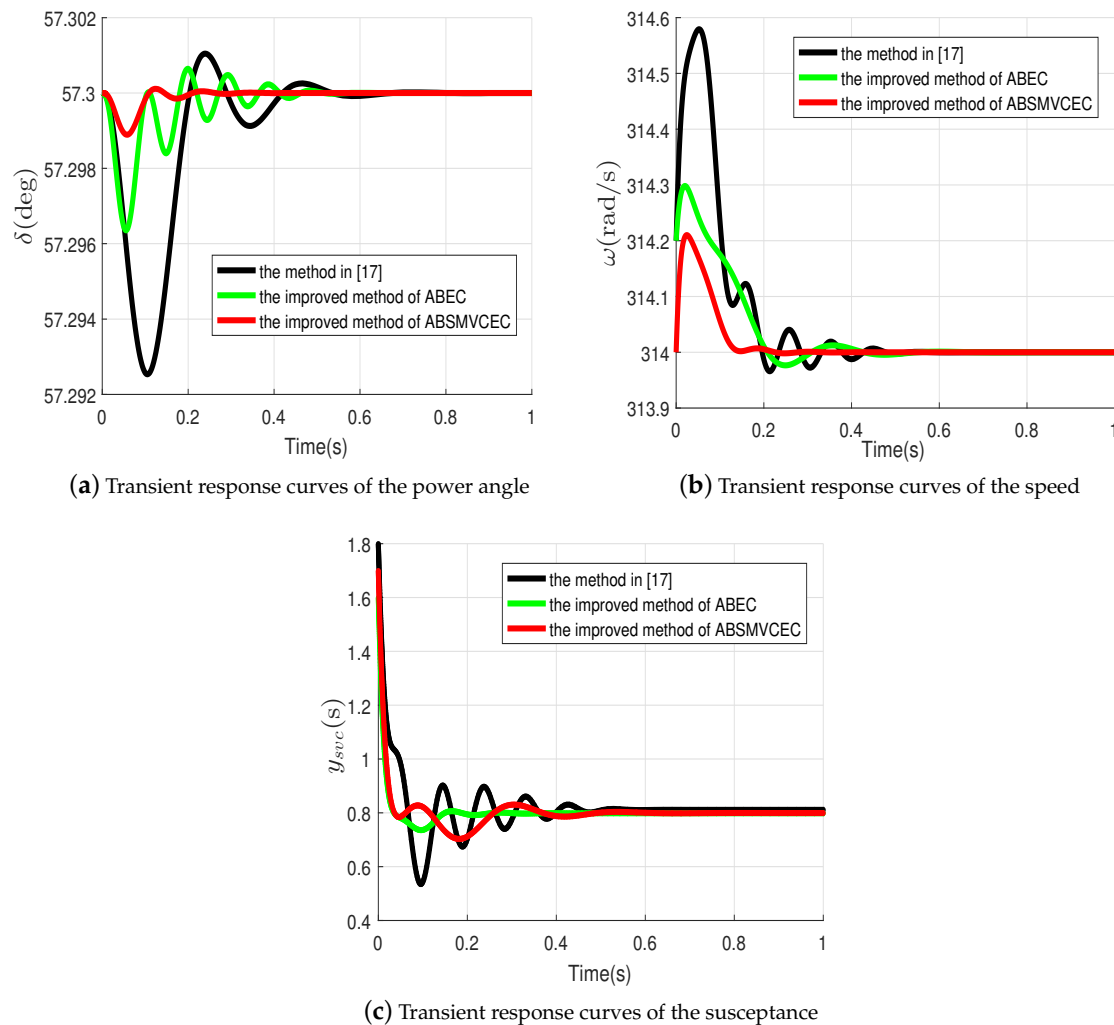 57.302
57.3
57.298
57.296
57.294
57.292
δ(deg)
the method in [17]
the improved method of ABEC
the improved method of ABSMVCEC
0 0.2 0.4 0.6 0.8 1
Time(s)
(a) Transient response curves of the power angle
314.6
314.5
314.4
314.3
314.2
314.1
314
313.9
ω(rad/s)
the method in [17]
the improved method of ABEC
the improved method of ABSMVCEC
0 0.2 0.4 0.6 0.8 1
Time(s)
(b) Transient response curves of the speed
1.8
1.6
1.4
1.2
1
0.8
0.6
0.4
y_svc(s)
the method in [17]
the improved method of ABEC
the improved method of ABSMVCEC
0 0.2 0.4 0.6 0.8 1
Time(s)
(c) Transient response curves of the susceptance